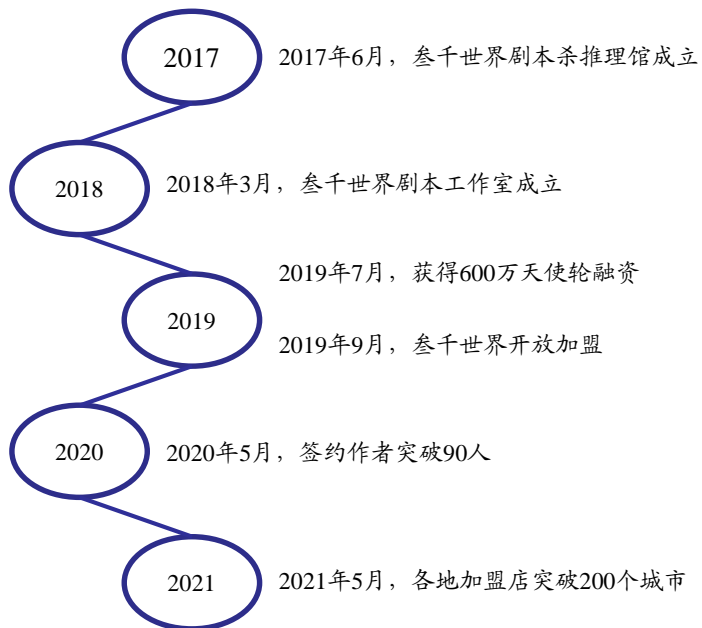 2017
2017年6月，叁千世界剧本杀推理馆成立
2018
2018年3月，叁千世界剧本工作室成立
2019年7月，获得600万天使轮融资
2019
2019年9月，叁千世界开放加盟
2020
2020年5月，签约作者突破90人
2021
2021年5月，各地加盟店突破200个城市